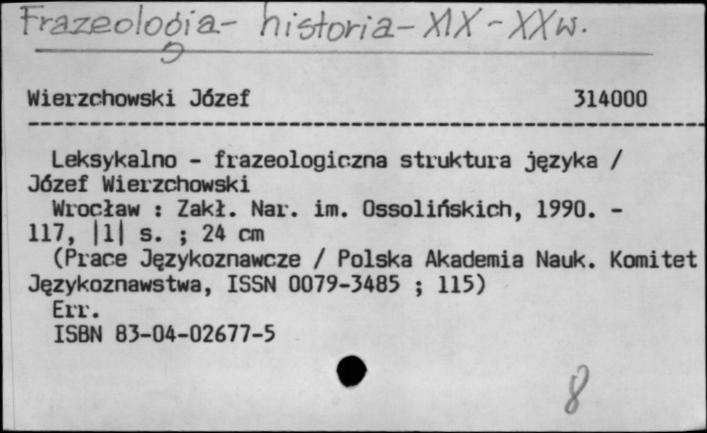 Frazeologia - historia - XIX - XX w.
Wierzchowski Józef 314000
Leksykalno - frazeologiczna struktura języka /
Józef Wierzchowski
Wrocław : Zakł. Nar. im. Ossolińskich, 1990. -
117, |1| s. ; 24 cm
(Prace Językoznawcze / Polska Akademia Nauk. Komitet
Językoznawstwa, ISSN 0079-3485 ; 115)
Err.
ISBN 83-04-02677-5
8